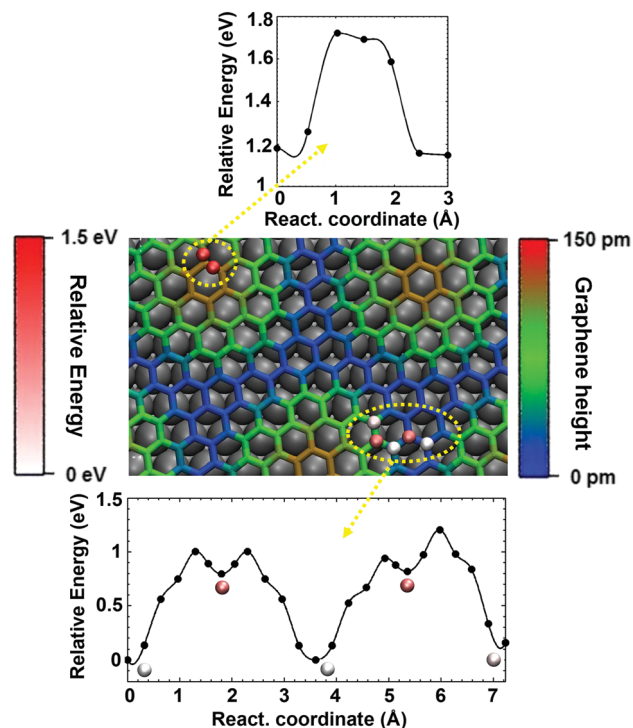 1.8
1.6
1.4
1.2
1
Relative Energy (eV)
0 1 2 3
React. coordinate (Å)
1.5 eV
0 eV
Relative Energy
150 pm
0 pm
Graphene height
1.5
1
0.5
0
Relative Energy (eV)
0 1 2 3 4 5 6 7
React. coordinate (Å)